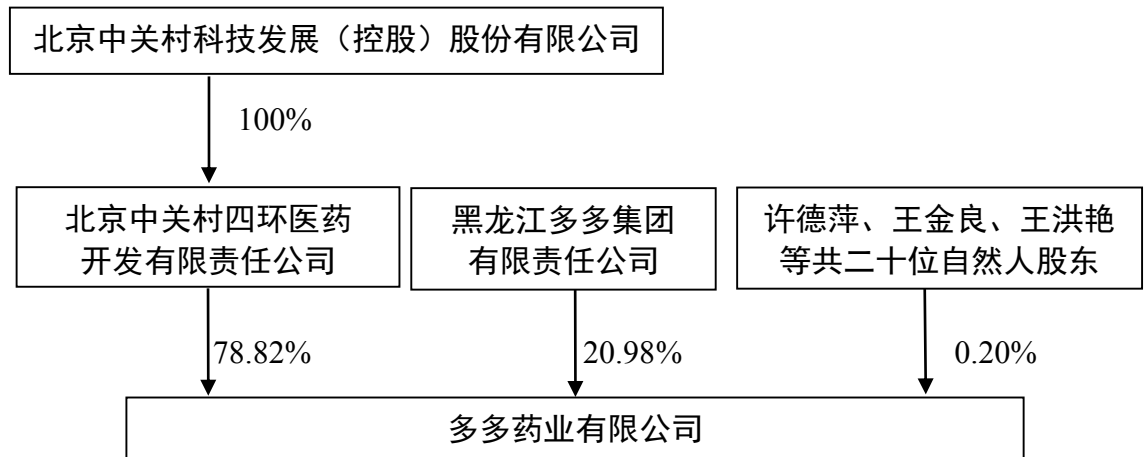 北京中关村科技发展（控股）股份有限公司
100%
北京中关村四环医药
开发有限责任公司
黑龙江多多集团
有限责任公司
许德萍、王金良、王洪艳
等共二十位自然人股东
78.82%
20.98%
0.20%
多多药业有限公司